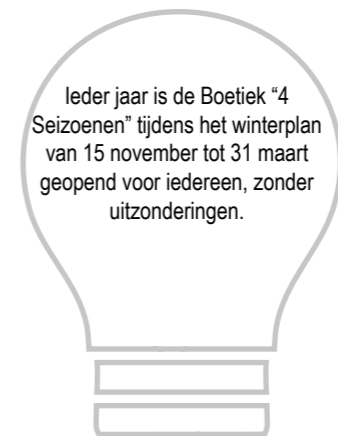 Ieder jaar is de Boetiek “4
Seizoenen” tijdens het winterplan
van 15 november tot 31 maart
geopend voor iedereen, zonder
uitzonderingen.